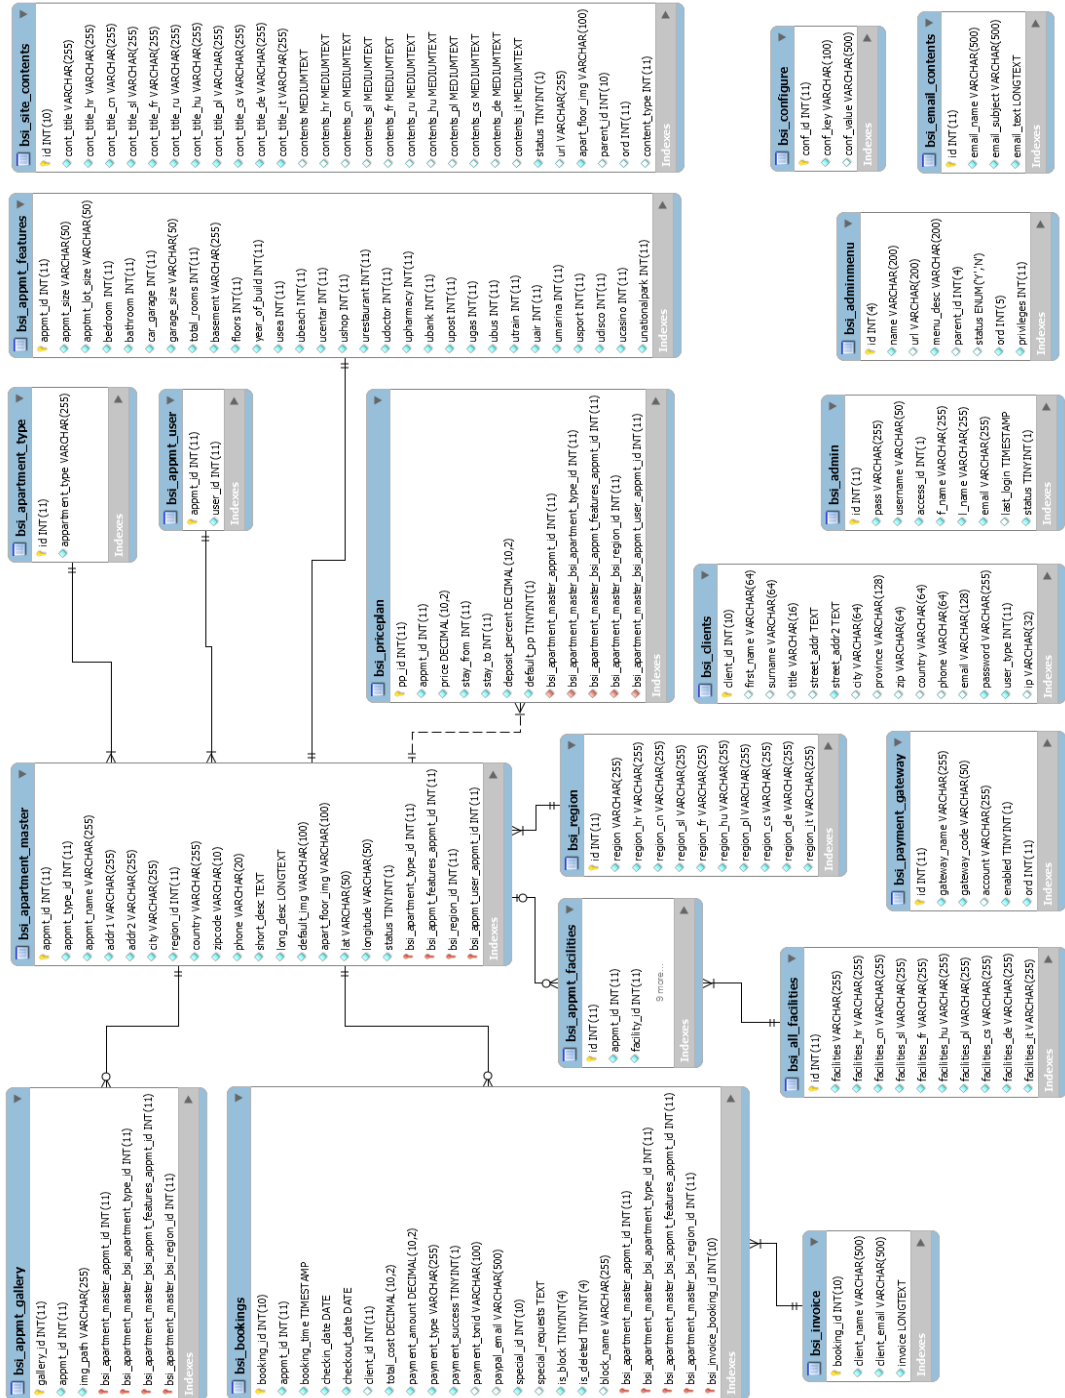 bsi_appmt_gallery
gallery_id INT(11)
appmt_id INT(11)
img_path VARCHAR(255)
bsi_apartment_master_appmt_id INT(11)
bsi_apartment_master_bsi_apartment_type_id INT(11)
bsi_apartment_master_bsi_appmt_features_appmt_id INT(11)
bsi_apartment_master_bsi_region_id INT(11)
Indexes
bsi_bookings
booking_id INT(10)
appmt_id INT(11)
booking_time TIMESTAMP
checkin_date DATE
checkout_date DATE
client_id INT(11)
total_cost DECIMAL(10,2)
payment_amount DECIMAL(10,2)
payment_type VARCHAR(255)
payment_success TINYINT(1)
payment_txnid VARCHAR(100)
paypal_email VARCHAR(500)
special_id INT(10)
special_requests TEXT
is_block TINYINT(4)
is_deleted TINYINT(4)
block_name VARCHAR(255)
bsi_apartment_master_appmt_id INT(11)
bsi_apartment_master_bsi_apartment_type_id INT(11)
bsi_apartment_master_bsi_appmt_features_appmt_id INT(11)
bsi_apartment_master_bsi_region_id INT(11)
bsi_invoice_booking_id INT(10)
Indexes
bsi_invoice
booking_id INT(10)
client_name VARCHAR(500)
client_email VARCHAR(500)
invoice LONGTEXT
Indexes
bsi_apartment_master
appmt_id INT(11)
appmt_type_id INT(11)
appmt_name VARCHAR(255)
addr1 VARCHAR(255)
addr2 VARCHAR(255)
city VARCHAR(255)
region_id INT(11)
country VARCHAR(255)
zipcode VARCHAR(10)
phone VARCHAR(20)
short_desc TEXT
long_desc LONGTEXT
default_img VARCHAR(100)
apart_floor_img VARCHAR(100)
lat VARCHAR(50)
longitude VARCHAR(50)
status TINYINT(1)
bsi_apartment_type_id INT(11)
bsi_appmt_features_appmt_id INT(11)
bsi_region_id INT(11)
bsi_appmt_user_appmt_id INT(11)
Indexes
bsi_appmt_facilities
id INT(11)
appmt_id INT(11)
facility_id INT(11)
9 more...
Indexes
bsi_all_facilities
id INT(11)
facilities VARCHAR(255)
facilities_hr VARCHAR(255)
facilities_cn VARCHAR(255)
facilities_sl VARCHAR(255)
facilities_fr VARCHAR(255)
facilities_hu VARCHAR(255)
facilities_pl VARCHAR(255)
facilities_cs VARCHAR(255)
facilities_de VARCHAR(255)
facilities_it VARCHAR(255)
Indexes
bsi_region
id INT(11)
region VARCHAR(255)
region_hr VARCHAR(255)
region_cn VARCHAR(255)
region_sl VARCHAR(255)
region_fr VARCHAR(255)
region_hu VARCHAR(255)
region_pl VARCHAR(255)
region_cs VARCHAR(255)
region_de VARCHAR(255)
region_it VARCHAR(255)
Indexes
bsi_payment_gateway
id INT(11)
gateway_name VARCHAR(255)
gateway_code VARCHAR(50)
account VARCHAR(255)
enabled TINYINT(1)
ord INT(11)
Indexes
bsi_apartment_type
id INT(11)
appartment_type VARCHAR(255)
Indexes
bsi_appmt_user
appmt_id INT(11)
user_id INT(11)
Indexes
bsi_priceplan
pp_id INT(11)
appmt_id INT(11)
price DECIMAL(10,2)
stay_from INT(11)
stay_to INT(11)
deposit_percent DECIMAL(10,2)
default_pp TINYINT(1)
bsi_apartment_master_appmt_id INT(11)
bsi_apartment_master_bsi_apartment_type_id INT(11)
bsi_apartment_master_bsi_appmt_features_appmt_id INT(11)
bsi_apartment_master_bsi_region_id INT(11)
bsi_apartment_master_bsi_appmt_user_appmt_id INT(11)
Indexes
bsi_clients
client_id INT(10)
first_name VARCHAR(64)
surname VARCHAR(64)
title VARCHAR(16)
street_addr TEXT
street_addr2 TEXT
city VARCHAR(64)
province VARCHAR(128)
zip VARCHAR(64)
country VARCHAR(64)
phone VARCHAR(64)
email VARCHAR(128)
password VARCHAR(255)
user_type INT(11)
ip VARCHAR(32)
Indexes
bsi_admin
id INT(11)
pass VARCHAR(255)
username VARCHAR(50)
access_id INT(1)
f_name VARCHAR(255)
l_name VARCHAR(255)
email VARCHAR(255)
last_login TIMESTAMP
status TINYINT(1)
Indexes
bsi_appmt_features
appmt_id INT(11)
appmt_size VARCHAR(50)
apptmt_lot_size VARCHAR(50)
bedroom INT(11)
bathroom INT(11)
car_garage INT(11)
garage_size VARCHAR(50)
total_rooms INT(11)
basement VARCHAR(255)
floors INT(11)
year_of_build INT(11)
usea INT(11)
ubeach INT(11)
ucentar INT(11)
ushop INT(11)
urestaurant INT(11)
udoctor INT(11)
upharmacy INT(11)
ubank INT(11)
upost INT(11)
ugas INT(11)
ubus INT(11)
utrain INT(11)
uair INT(11)
umarina INT(11)
usport INT(11)
udisco INT(11)
ucasino INT(11)
unationalpark INT(11)
Indexes
bsi_adminmenu
id INT(4)
name VARCHAR(200)
url VARCHAR(200)
menu_desc VARCHAR(200)
parent_id INT(4)
status ENUM('Y','N')
ord INT(5)
privileges INT(11)
Indexes
bsi_site_contents
id INT(10)
cont_title VARCHAR(255)
cont_title_hr VARCHAR(255)
cont_title_cn VARCHAR(255)
cont_title_sl VARCHAR(255)
cont_title_fr VARCHAR(255)
cont_title_ru VARCHAR(255)
cont_title_hu VARCHAR(255)
cont_title_pl VARCHAR(255)
cont_title_cs VARCHAR(255)
cont_title_de VARCHAR(255)
cont_title_it VARCHAR(255)
contents MEDIUMTEXT
contents_hr MEDIUMTEXT
contents_cn MEDIUMTEXT
contents_sl MEDIUMTEXT
contents_fr MEDIUMTEXT
contents_ru MEDIUMTEXT
contents_hu MEDIUMTEXT
contents_pl MEDIUMTEXT
contents_cs MEDIUMTEXT
contents_de MEDIUMTEXT
contents_it MEDIUMTEXT
status TINYINT(1)
url VARCHAR(255)
apart_floor_img VARCHAR(100)
parent_id INT(10)
ord INT(11)
content_type INT(11)
Indexes
bsi_configure
conf_id INT(11)
conf_key VARCHAR(100)
conf_value VARCHAR(500)
Indexes
bsi_email_contents
id INT(11)
email_name VARCHAR(500)
email_subject VARCHAR(500)
email_text LONGTEXT
Indexes